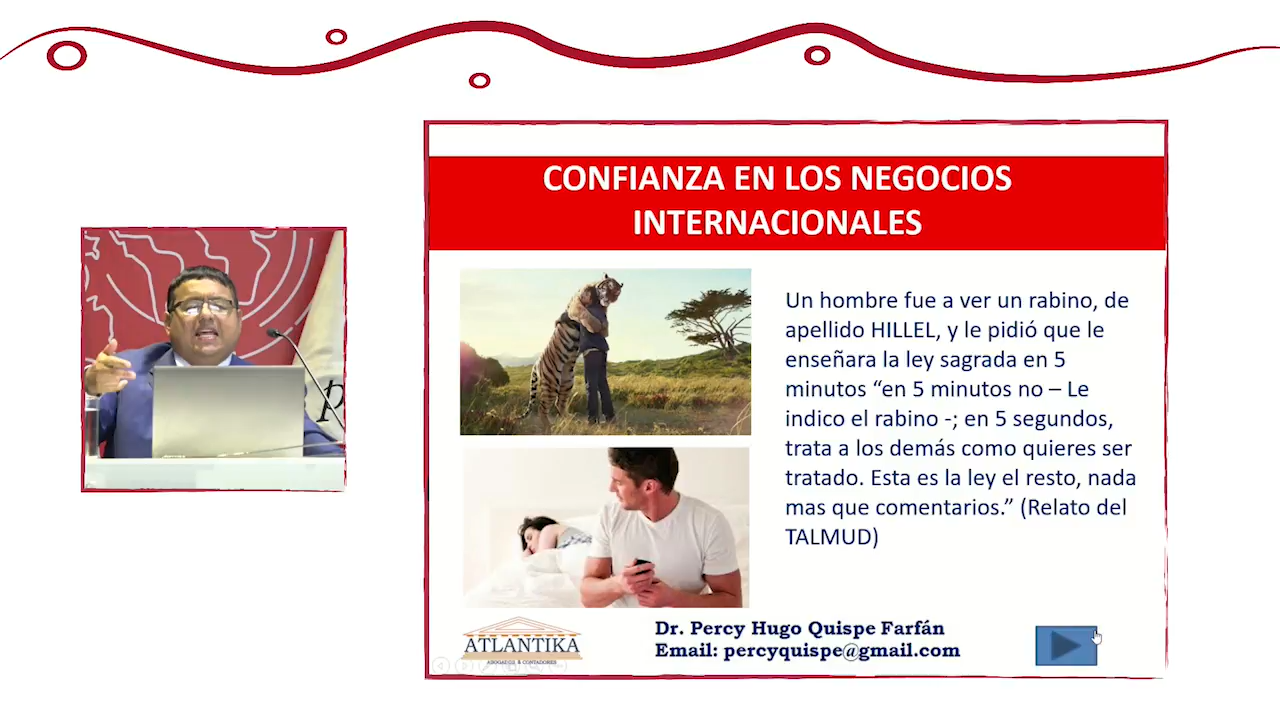 CONFIANZA EN LOS NEGOCIOS
INTERNACIONALES
Un hombre fue a ver un rabino, de
apellido HILLEL, y le pidió que le
enseñara la ley sagrada en 5
minutos “en 5 minutos no – Le
indico el rabino -; en 5 segundos,
trata a los demás como quieres ser
tratado. Esta es la ley el resto, nada
mas que comentarios.” (Relato del
TALMUD)
ATLANTIKA
ABOGADOS & CONTADORES
Dr. Percy Hugo Quispe Farfán
Email: percyquispe@gmail.com